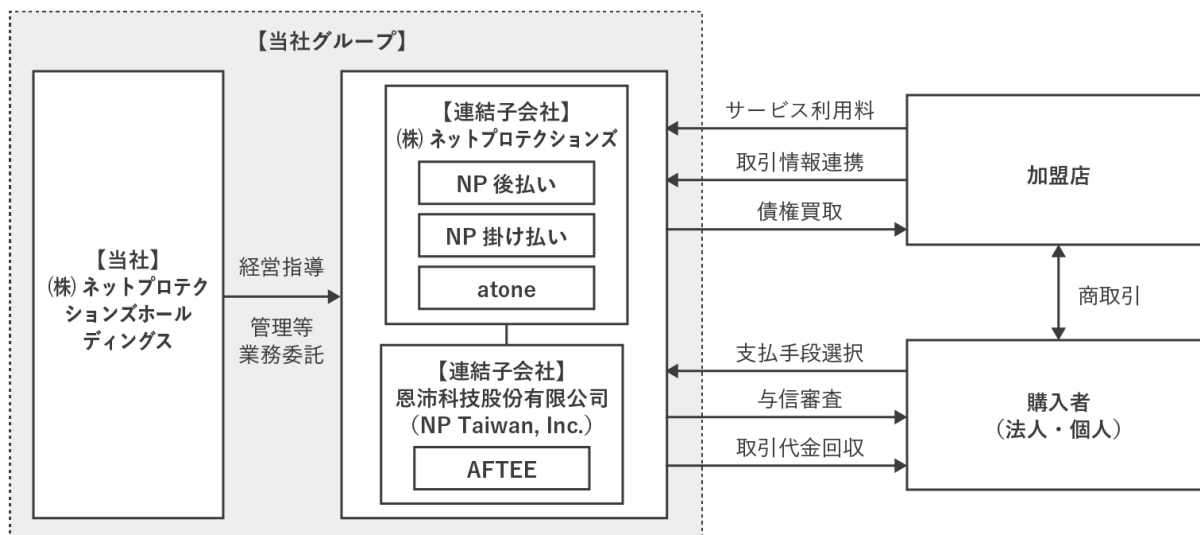 【当社グループ】
【当社】
㈱ネットプロテク
ションズホール
ディングス
経営指導
管理等
業務委託
【連結子会社】
㈱ネットプロテクションズ
NP 後払い
NP 掛け払い
atone
【連結子会社】
恩沛科技股份有限公司
（NP Taiwan, Inc.）
AFTEE
サービス利用料
取引情報連携
債権買取
加盟店
商取引
支払手段選択
与信審査
取引代金回収
購入者
（法人・個人）